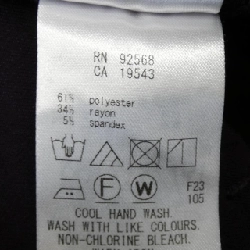 RN 92568
CA 19543
61% polyester
34% rayon
5% spandex
F W F23
105
COOL HAND WASH.
WASH WITH LIKE COLOURS.
NON-CHLORINE BLEACH.